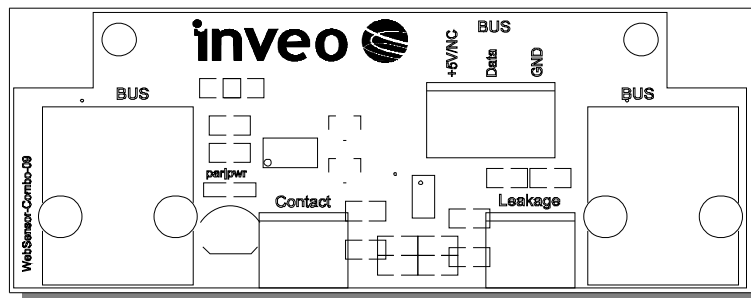 inveo
BUS
+5V/NC
Data
GND
BUS
BUS
par|pwr
WebSensor-Combo-09
Contact
Leakage